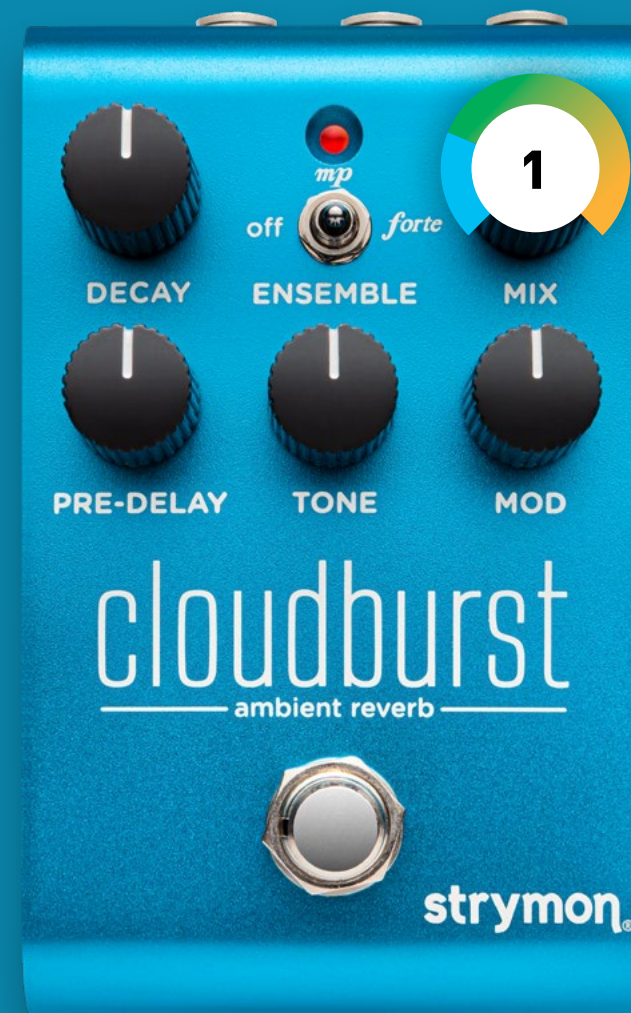 1
mp
off forte
DECAY ENSEMBLE MIX
PRE-DELAY TONE MOD
cloudburst
ambient reverb
strymon®